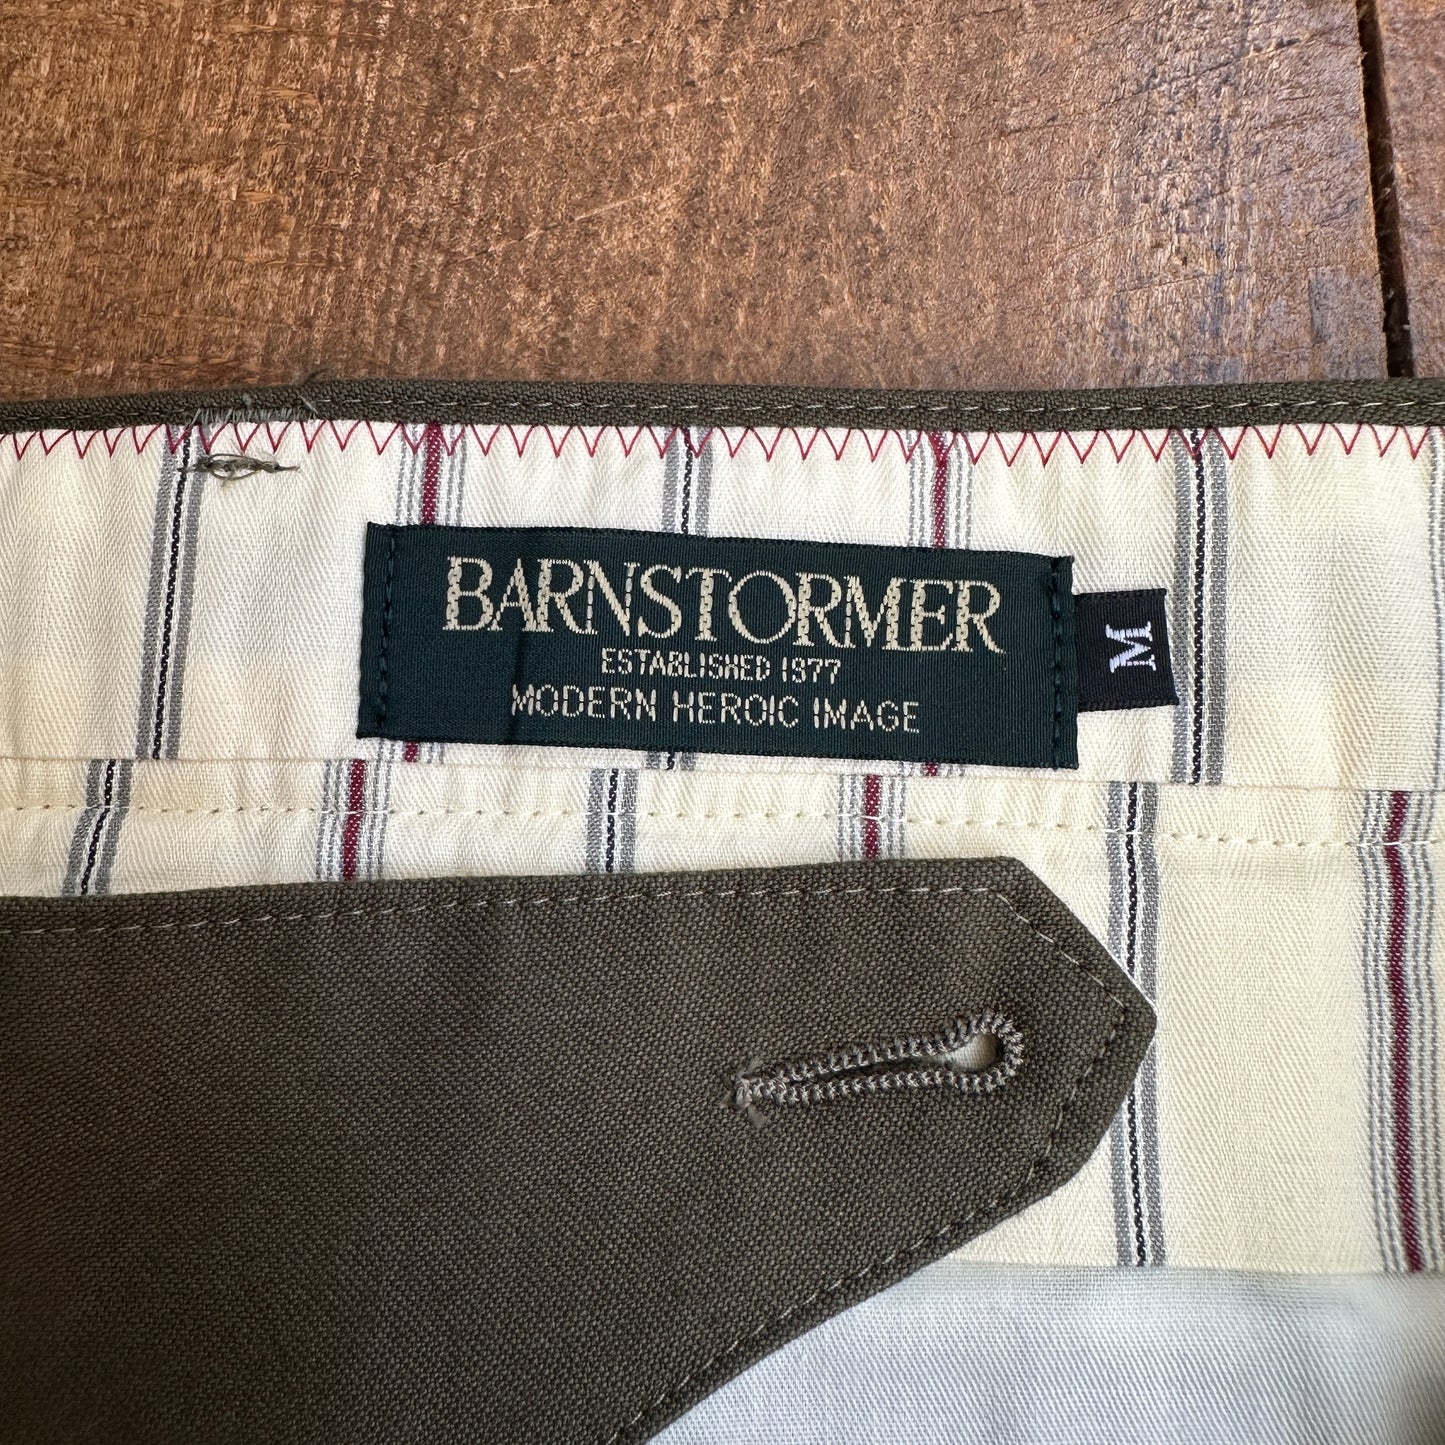 BARNSTORMER
ESTABLISHED 1977
MODERN HEROIC IMAGE
M